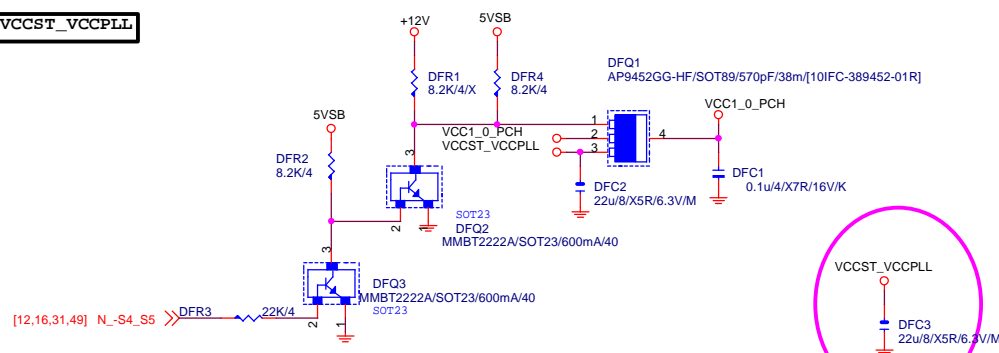 VCCST_VCCPLL
+12V
5VSB
DFR1
8.2K/4/X
DFR4
8.2K/4
DFQ1
AP9452GG-HF/SOT89/570pF/38m/[10IFC-389452-01R]
5VSB
VCC1_0_PCH
1
VCC1_0_PCH
2
4
VCCST_VCCPLL
3
3
DFR2
8.2K/4
DFC2
22u/8/X5R/6.3V/M
DFC1
0.1u/4/X7R/16V/K
2
1
SOT23
DFQ2
MMBT2222A/SOT23/600mA/40
3
DFQ3
MMBT2222A/SOT23/600mA/40
SOT23
VCCST_VCCPLL
[12,16,31,49] N_-S4_S5
DFR3
22K/4
2
1
DFC3
22u/8/X5R/6.3V/M